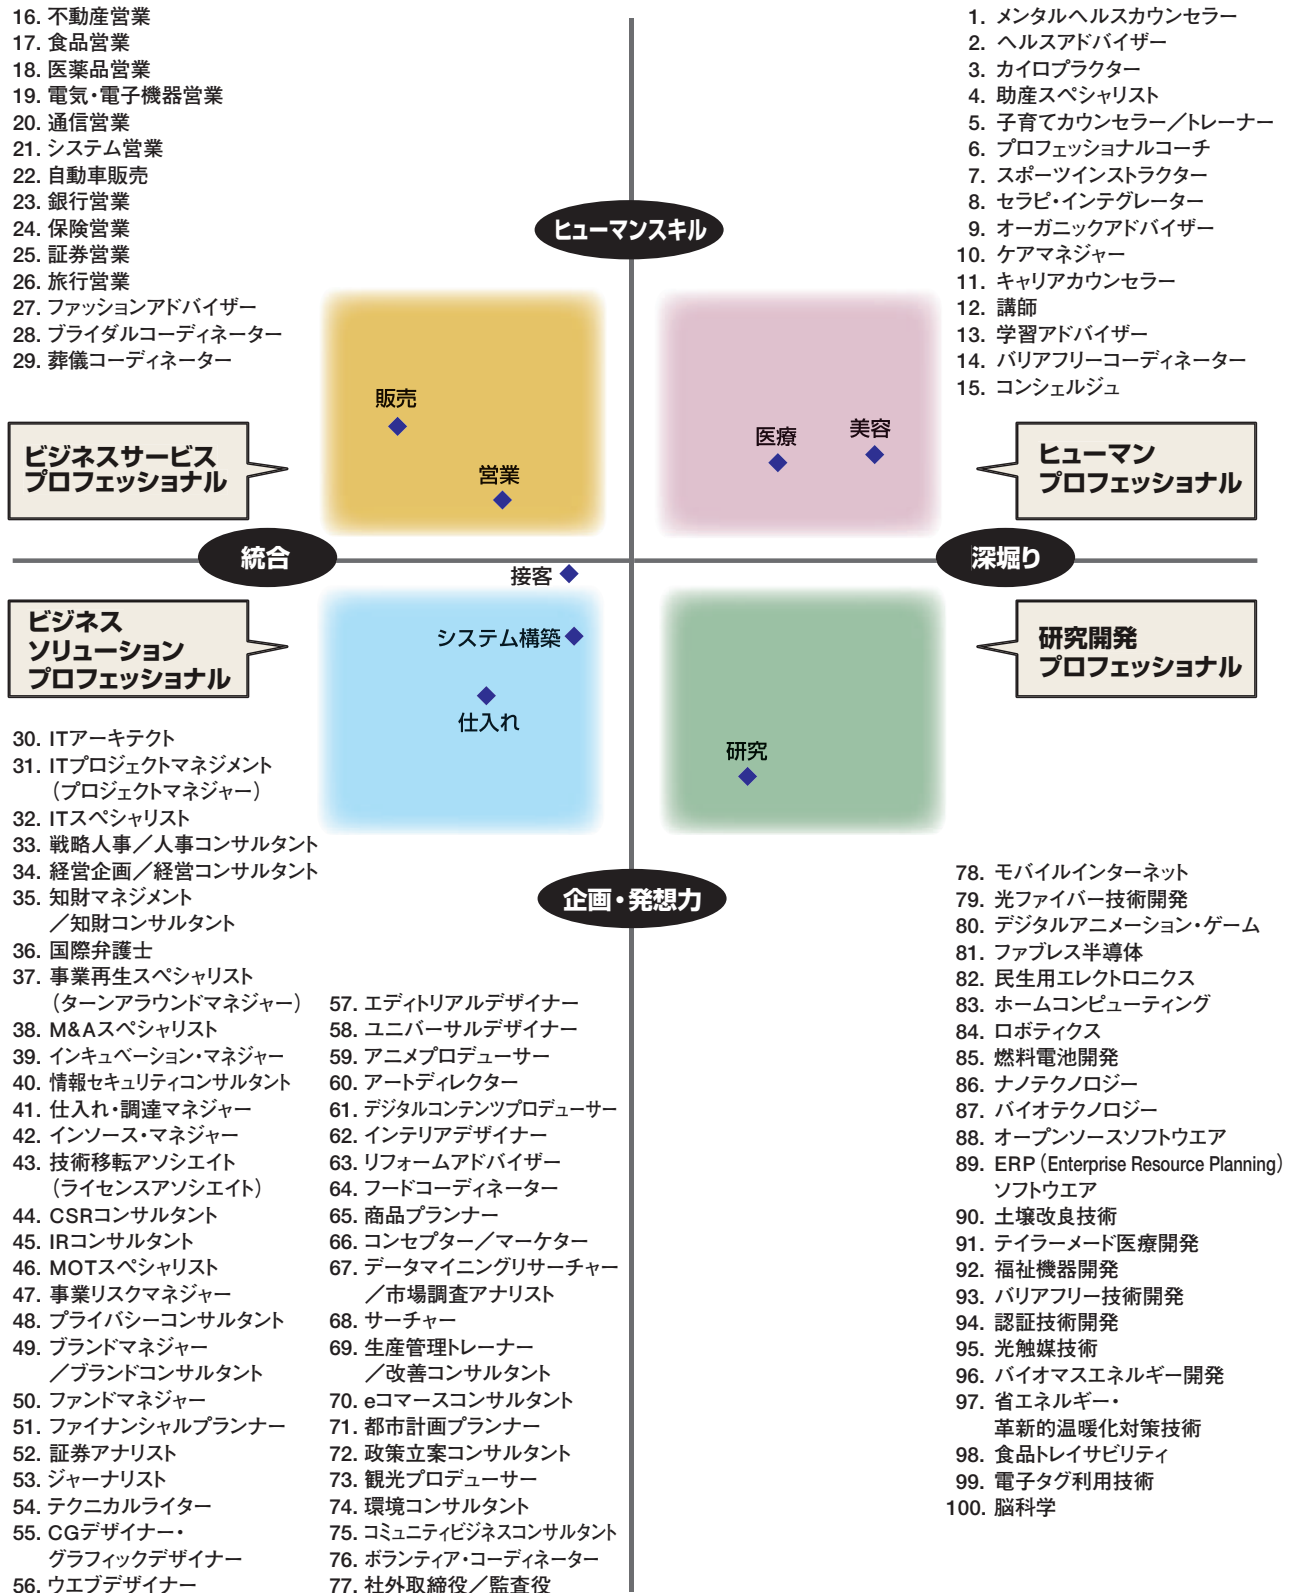 16. 不動産営業
17. 食品営業
18. 医薬品営業
19. 電気・電子機器営業
20. 通信営業
21. システム営業
22. 自動車販売
23. 銀行営業
24. 保険営業
25. 証券営業
26. 旅行営業
27. ファッションアドバイザー
28. ブライダルコーディネーター
29. 葬儀コーディネーター
1. メンタルヘルスカウンセラー
2. ヘルスアドバイザー
3. カイロプラクター
4. 助産スペシャリスト
5. 子育てカウンセラー／トレーナー
6. プロフェッショナルコーチ
7. スポーツインストラクター
8. セラピ・インテグレーター
9. オーガニックアドバイザー
10. ケアマネジャー
11. キャリアカウンセラー
12. 講師
13. 学習アドバイザー
14. バリアフリーコーディネーター
15. コンシェルジュ
ヒューマンスキル
販売
営業
医療
美容
ビジネスサービス
プロフェッショナル
ヒューマン
プロフェッショナル
統合
深堀り
接客
システム構築
仕入れ
研究
ビジネス
ソリューション
プロフェッショナル
研究開発
プロフェッショナル
企画・発想力
30. ITアーキテクト
31. ITプロジェクトマネジメント
（プロジェクトマネジャー）
32. ITスペシャリスト
33. 戦略人事／人事コンサルタント
34. 経営企画／経営コンサルタント
35. 知財マネジメント
／知財コンサルタント
36. 国際弁護士
37. 事業再生スペシャリスト
（ターンアラウンドマネジャー）
38. M&Aスペシャリスト
39. インキュベーション・マネジャー
40. 情報セキュリティコンサルタント
41. 仕入れ・調達マネジャー
42. インソース・マネジャー
43. 技術移転アソシエイト
（ライセンスアソシエイト）
44. CSRコンサルタント
45. IRコンサルタント
46. MOTスペシャリスト
47. 事業リスクマネジャー
48. プライバシーコンサルタント
49. ブランドマネジャー
／ブランドコンサルタント
50. ファンドマネジャー
51. ファイナンシャルプランナー
52. 証券アナリスト
53. ジャーナリスト
54. テクニカルライター
55. CGデザイナー・
グラフィックデザイナー
56. ウエブデザイナー
57. エディトリアルデザイナー
58. ユニバーサルデザイナー
59. アニメプロデューサー
60. アートディレクター
61. デジタルコンテンツプロデューサー
62. インテリアデザイナー
63. リフォームアドバイザー
64. フードコーディネーター
65. 商品プランナー
66. コンセプター／マーケター
67. データマイニングリサーチャー
／市場調査アナリスト
68. サーチャー
69. 生産管理トレーナー
／改善コンサルタント
70. eコマースコンサルタント
71. 都市計画プランナー
72. 政策立案コンサルタント
73. 観光プロデューサー
74. 環境コンサルタント
75. コミュニティビジネスコンサルタント
76. ボランティア・コーディネーター
77. 社外取締役／監査役
78. モバイルインターネット
79. 光ファイバー技術開発
80. デジタルアニメーション・ゲーム
81. ファブレス半導体
82. 民生用エレクトロニクス
83. ホームコンピューティング
84. ロボティクス
85. 燃料電池開発
86. ナノテクノロジー
87. バイオテクノロジー
88. オープンソースソフトウエア
89. ERP（Enterprise Resource Planning）
ソフトウエア
90. 土壌改良技術
91. テイラーメード医療開発
92. 福祉機器開発
93. バリアフリー技術開発
94. 認証技術開発
95. 光触媒技術
96. バイオマスエネルギー開発
97. 省エネルギー・
革新的温暖化対策技術
98. 食品トレイサビリティ
99. 電子タグ利用技術
100. 脳科学